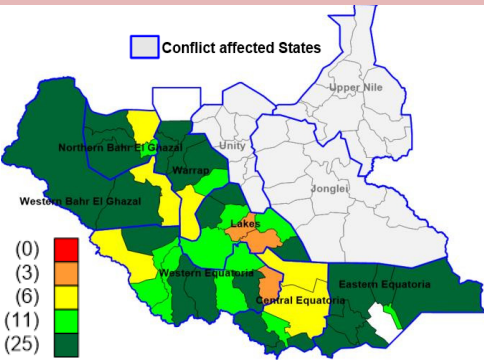 Conflict affected States
Upper Nile
Northern Bahr El Ghazal
Unity
Warrap
Jonglei
Western Bahr El Ghazal
Lakes
Western Equatoria
Eastern Equatoria
Central Equatoria
(0)
(3)
(6)
(11)
(25)